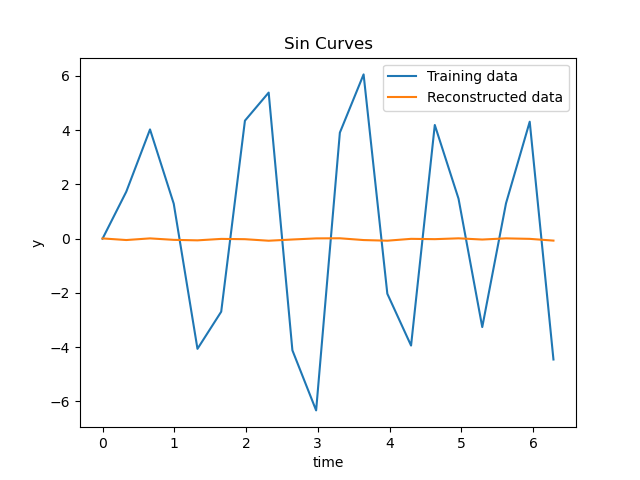 Sin Curves
Training data
Reconstructed data
6
4
2
0
−2
−4
−6
y
0 1 2 3 4 5 6
time